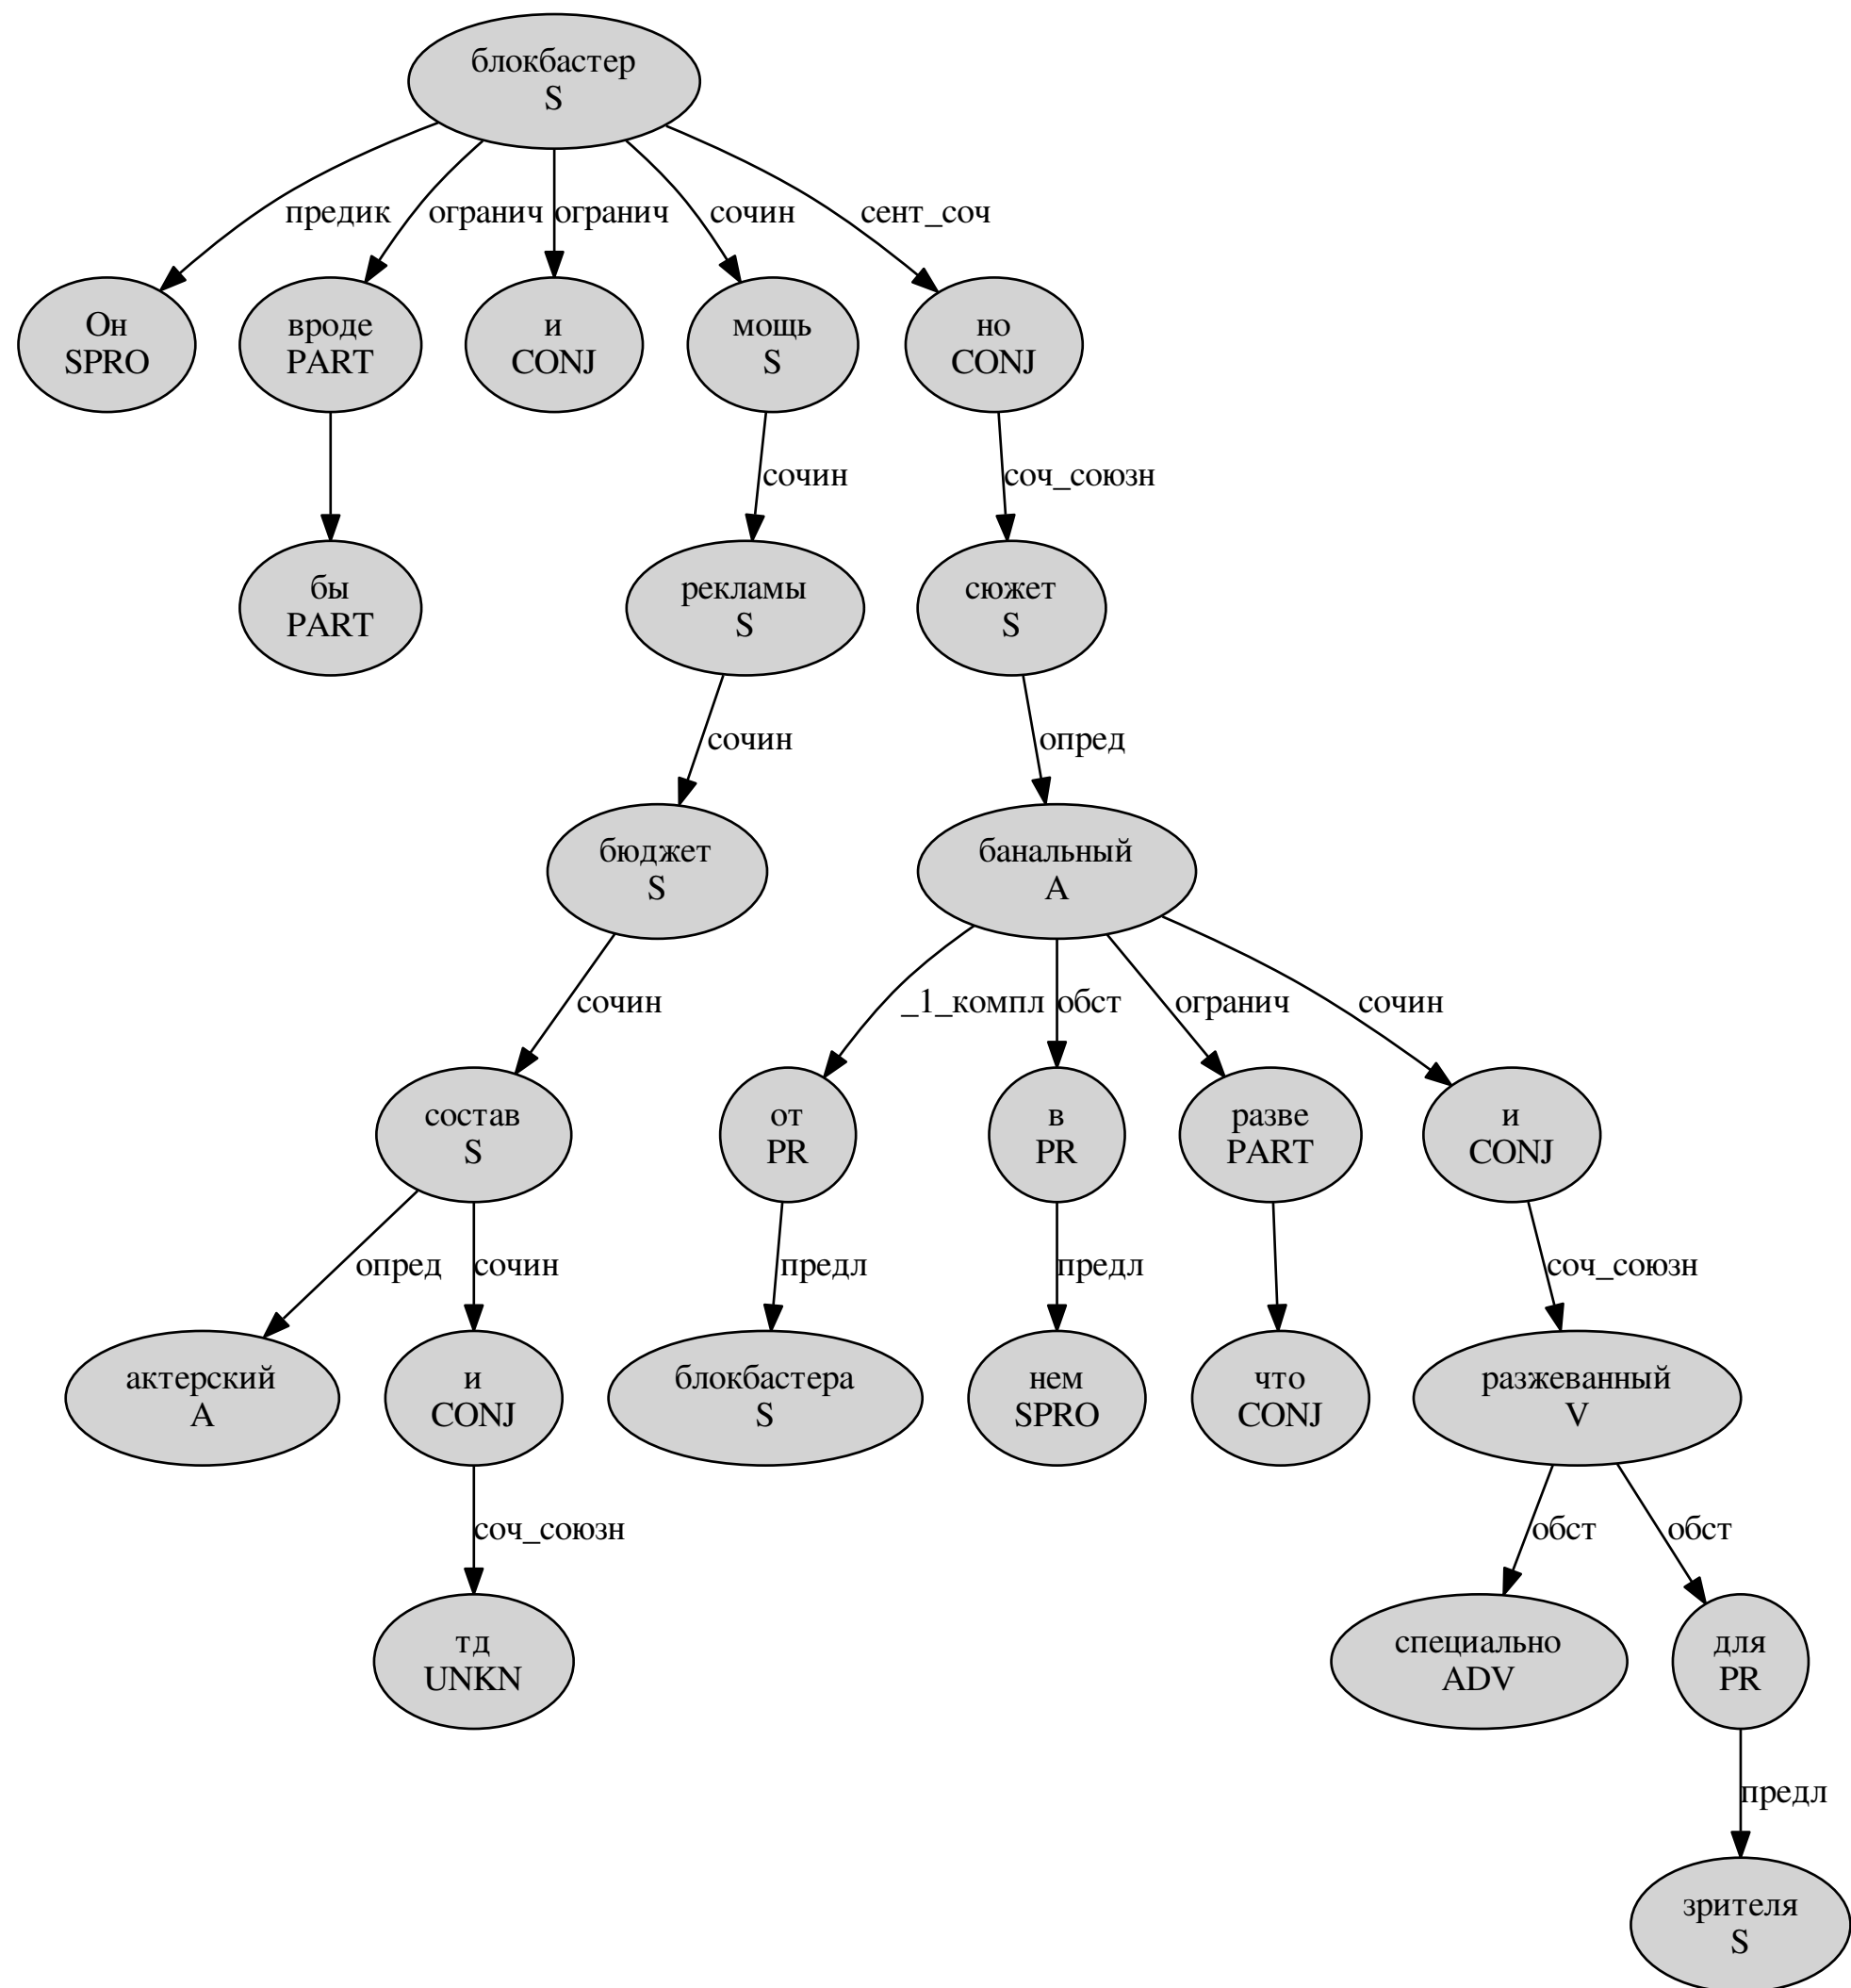 блокбастер
S
предик
огранич
огранич
сочин
сент_соч
Он
SPRO
вроде
PART
и
CONJ
мощь
S
но
CONJ
сочин
соч_союзн
бы
PART
рекламы
S
сюжет
S
сочин
опред
бюджет
S
банальный
A
сочин
_1_компл
обст
огранич
сочин
состав
S
от
PR
в
PR
разве
PART
и
CONJ
опред
сочин
предл
предл
соч_союзн
актерский
A
и
CONJ
блокбастера
S
нем
SPRO
что
CONJ
разжеванный
V
соч_союзн
обст
обст
тд
UNKN
специально
ADV
для
PR
предл
зрителя
S